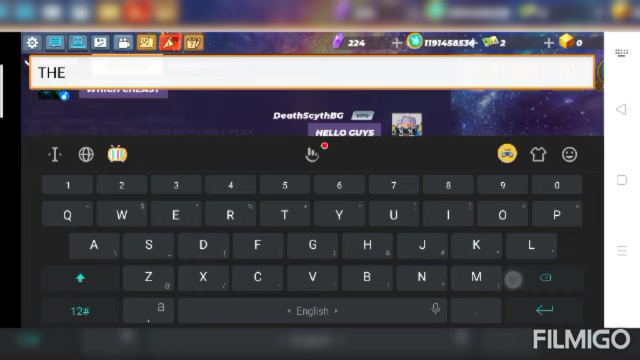 224
1191458534
2
0
THE
WHICH CHEAST
DeathScythBG VIP8
HELLO GUYS
1 2 3 4 5 6 7 8 9 0
Q W E R T Y U I O P
A S D F G H J K L
Z X C V B N M
12# a English
FILMIGO